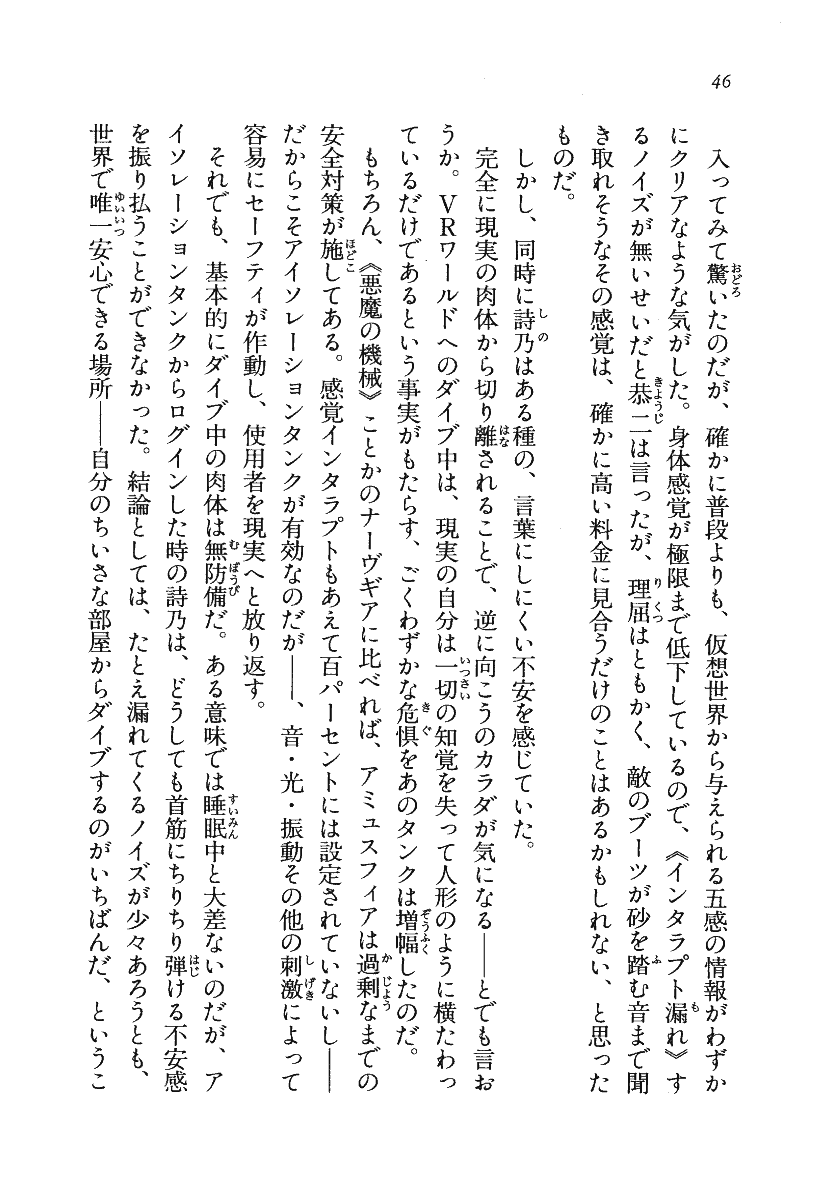 46
入ってみて驚いたのだが、確かに普段よりも、仮想世界から与えられる五感の情報がわずか
にクリアなような気がした。身体感覚が極限まで低下しているので、《インタラプト漏れ》す
るノイズが無いせいだと恭二は言ったが、理屈はともかく、敵のブーツが砂を踏む音まで聞
き取れそうなその感覚は、確かに高い料金に見合うだけのことはあるかもしれない、と思った
ものだ。
しかし、同時に詩乃はある種の、言葉にしにくい不安を感じていた。
完全に現実の肉体から切り離されることで、逆に向こうのカラダが気になる――とでも言お
うか。ＶＲワールドへのダイブ中は、現実の自分は一切の知覚を失って人形のように横たわっ
ているだけであるという事実がもたらす、ごくわずかな危惧をあのタンクは増幅したのだ。
もちろん、《悪魔の機械》ことかのナーヴギアに比べれば、アミュスフィアは過剰なまでの
安全対策が施してある。感覚インタラプトもあえて百パーセントには設定されていないし――
だからこそアイソレーションタンクが有効なのだが――、音・光・振動その他の刺激によって
容易にセーフティが作動し、使用者を現実へと放り返す。
それでも、基本的にダイブ中の肉体は無防備だ。ある意味では睡眠中と大差ないのだが、ア
イソレーションタンクからログインした時の詩乃は、どうしても首筋にちりちり弾ける不安感
を振り払うことができなかった。結論としては、たとえ漏れてくるノイズが少々あろうとも、
世界で唯一安心できる場所――自分のちいさな部屋からダイブするのがいちばんだ、というこ